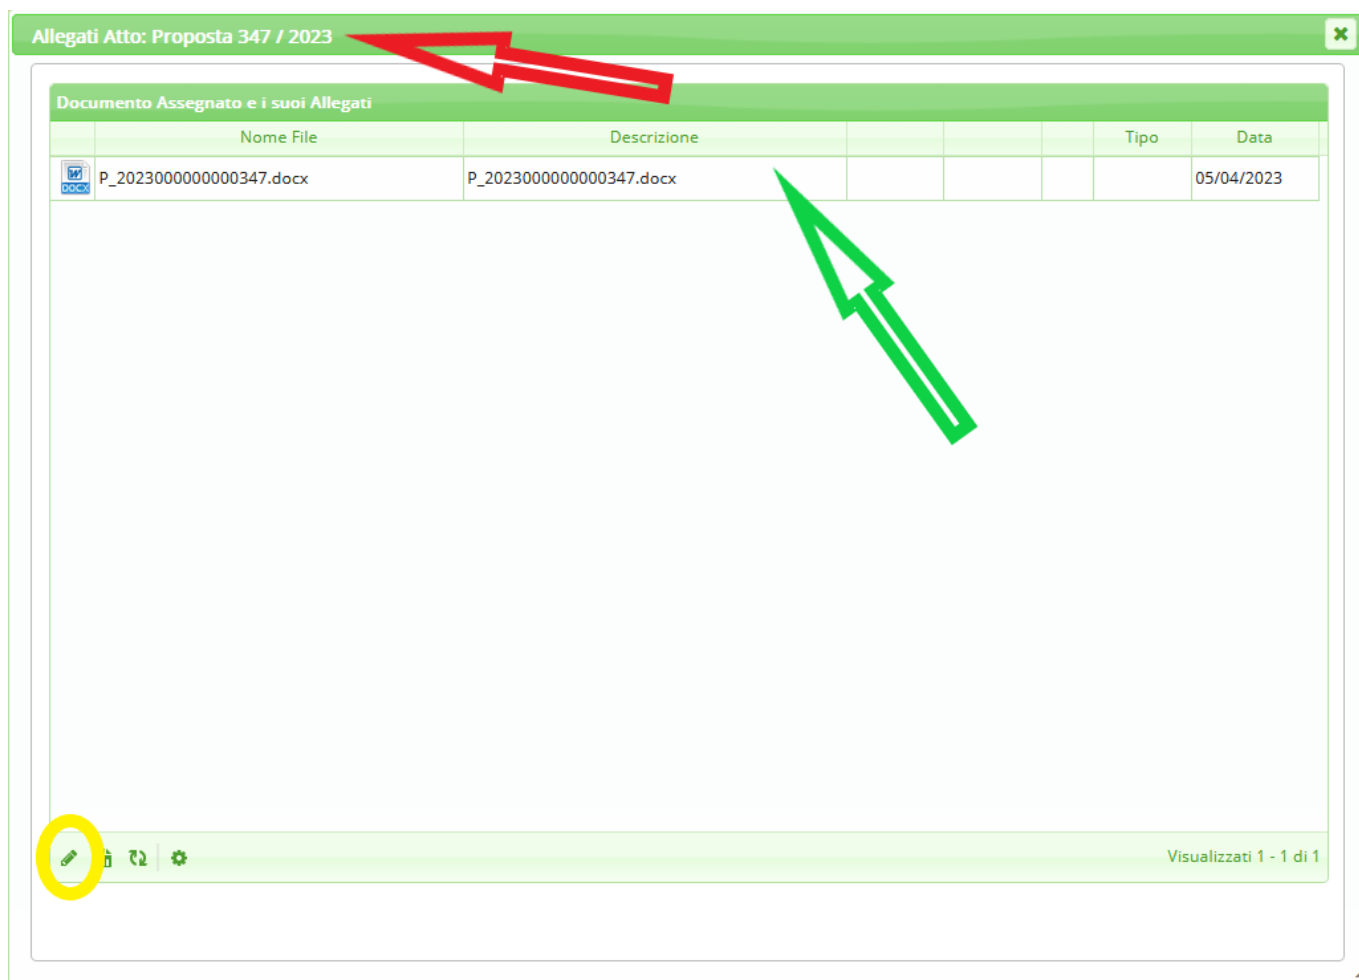 Allegati Atto: Proposta 347 / 2023
Documento Assegnato e i suoi Allegati
Nome File Descrizione Tipo Data
DOCX P_2023000000000347.docx P_2023000000000347.docx 05/04/2023
Visualizzati 1 - 1 di 1